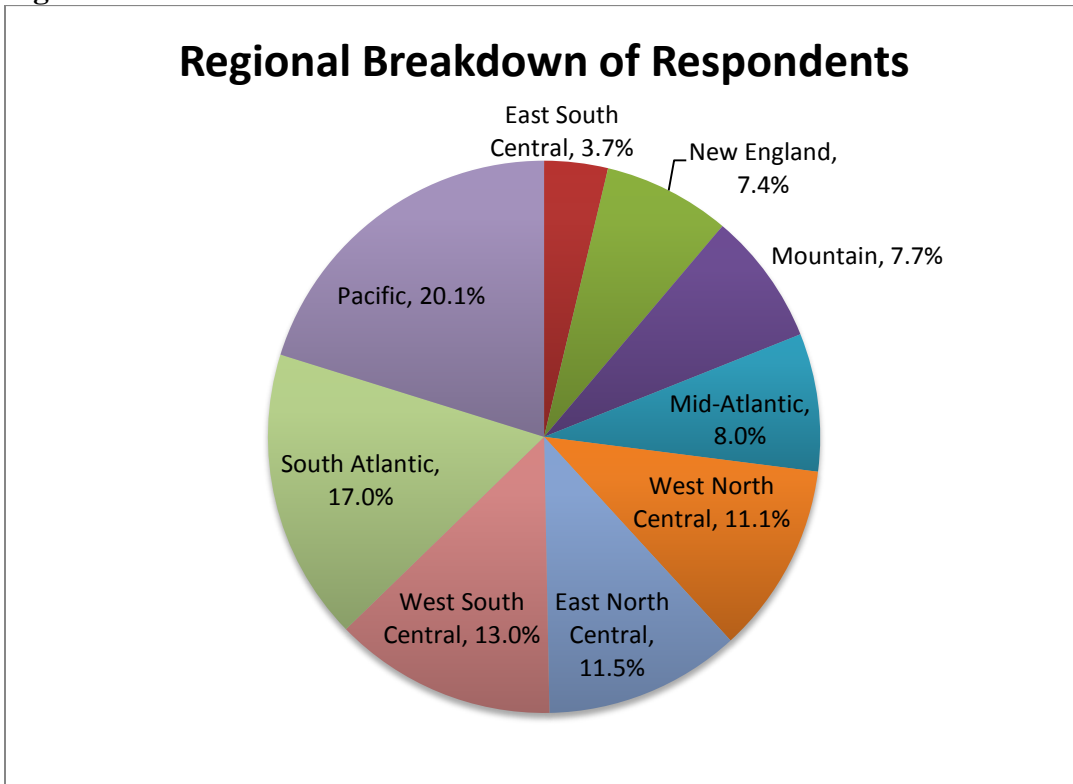 Regional Breakdown of Respondents
East South
Central, 3.7%
New England,
7.4%
Mountain, 7.7%
Mid-Atlantic,
8.0%
West North
Central, 11.1%
East North
Central,
11.5%
West South
Central, 13.0%
South Atlantic,
17.0%
Pacific, 20.1%